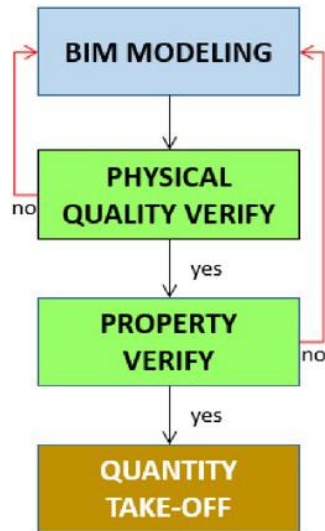 BIM MODELING
PHYSICAL
QUALITY VERIFY
no
yes
PROPERTY
VERIFY
no
yes
QUANTITY
TAKE-OFF